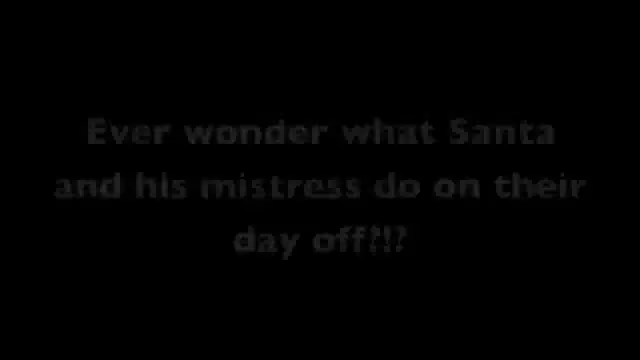 Ever wonder what Santa
and his mistress do on their
day off?!?